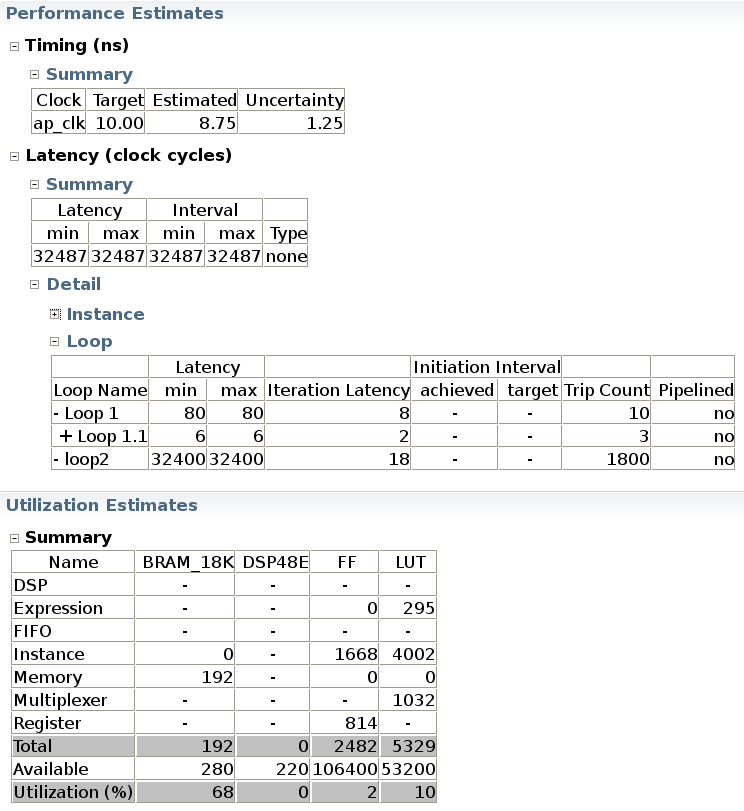 Performance Estimates
Timing (ns)
Summary
Clock Target Estimated Uncertainty
ap_clk 10.00 8.75 1.25
Latency (clock cycles)
Summary
Latency Interval
min max min max Type
32487 32487 32487 32487 none
Detail
Instance
Loop
Latency Initiation Interval
Loop Name min max Iteration Latency achieved target Trip Count Pipelined
- Loop 1 80 80 8 - - 10 no
+ Loop 1.1 6 6 2 - - 3 no
- loop2 32400 32400 18 - - 1800 no
Utilization Estimates
Summary
Name BRAM_18K DSP48E FF LUT
DSP - - - -
Expression - - 0 295
FIFO - - - -
Instance 0 - 1668 4002
Memory 192 - 0 0
Multiplexer - - - 1032
Register - - 814 -
Total 192 0 2482 5329
Available 280 220 106400 53200
Utilization (%) 68 0 2 10